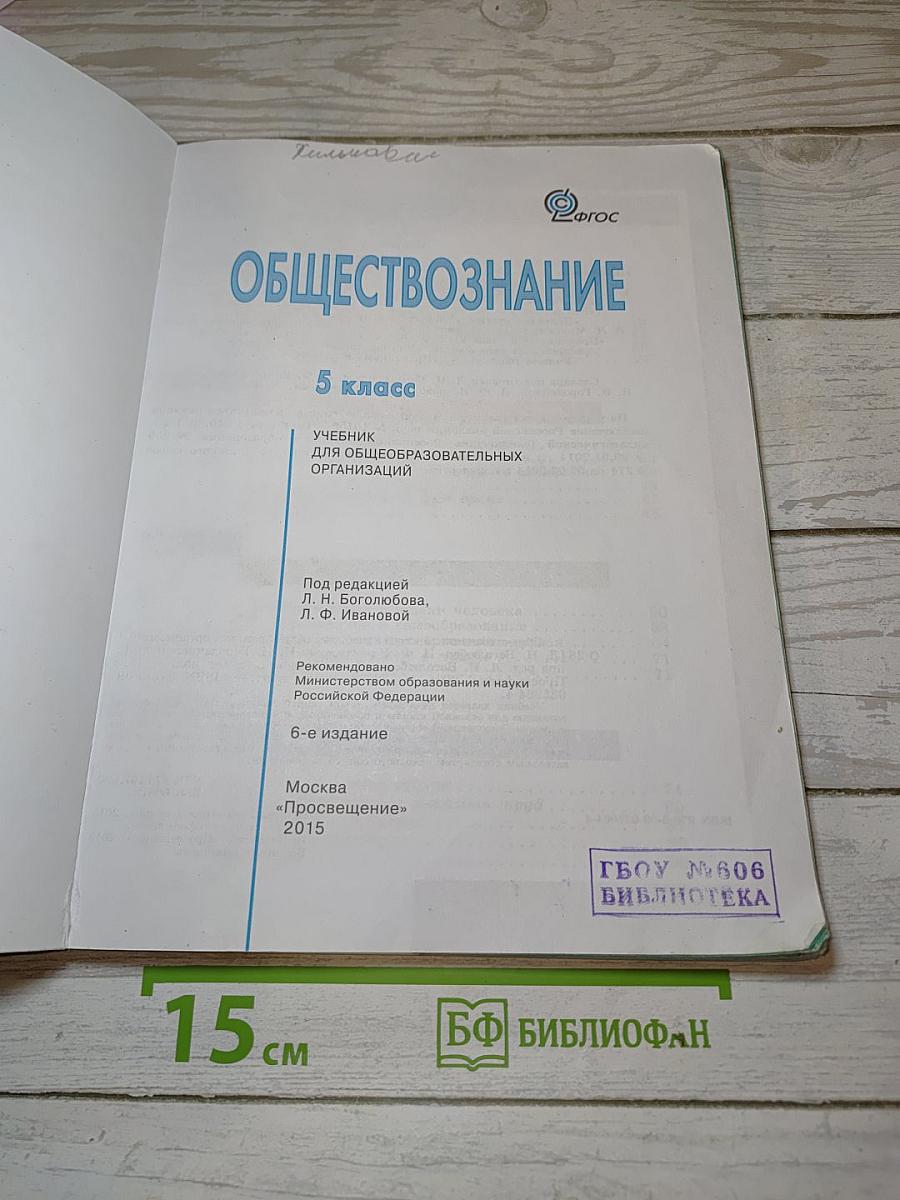 ФГОС
ОБЩЕСТВОЗНАНИЕ
5 класс
УЧЕБНИК
ДЛЯ ОБЩЕОБРАЗОВАТЕЛЬНЫХ
ОРГАНИЗАЦИЙ
Под редакцией
Л. Н. Боголюбова,
Л. Ф. Ивановой
Рекомендовано
Министерством образования и науки
Российской Федерации
6-е издание
Москва
«Просвещение»
2015
ГБОУ №606
БИБЛИОТЕКА
15 см
БФ БИБЛИОФАН